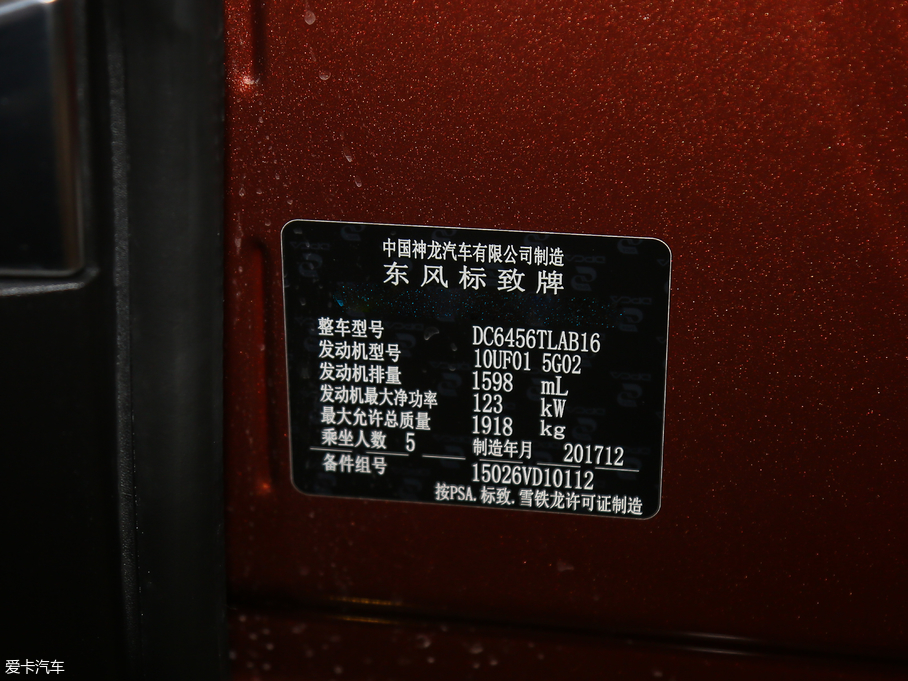 中国神龙汽车有限公司制造
东风标致牌
整车型号 DC6456TLAB16
发动机型号 10UF01 5G02
发动机排量 1598 mL
发动机最大净功率 123 kW
最大允许总质量 1918 kg
乘坐人数 5 制造年月 201712
备件组号 15026VD10112
按PSA.标致.雪铁龙许可证制造
爱卡汽车